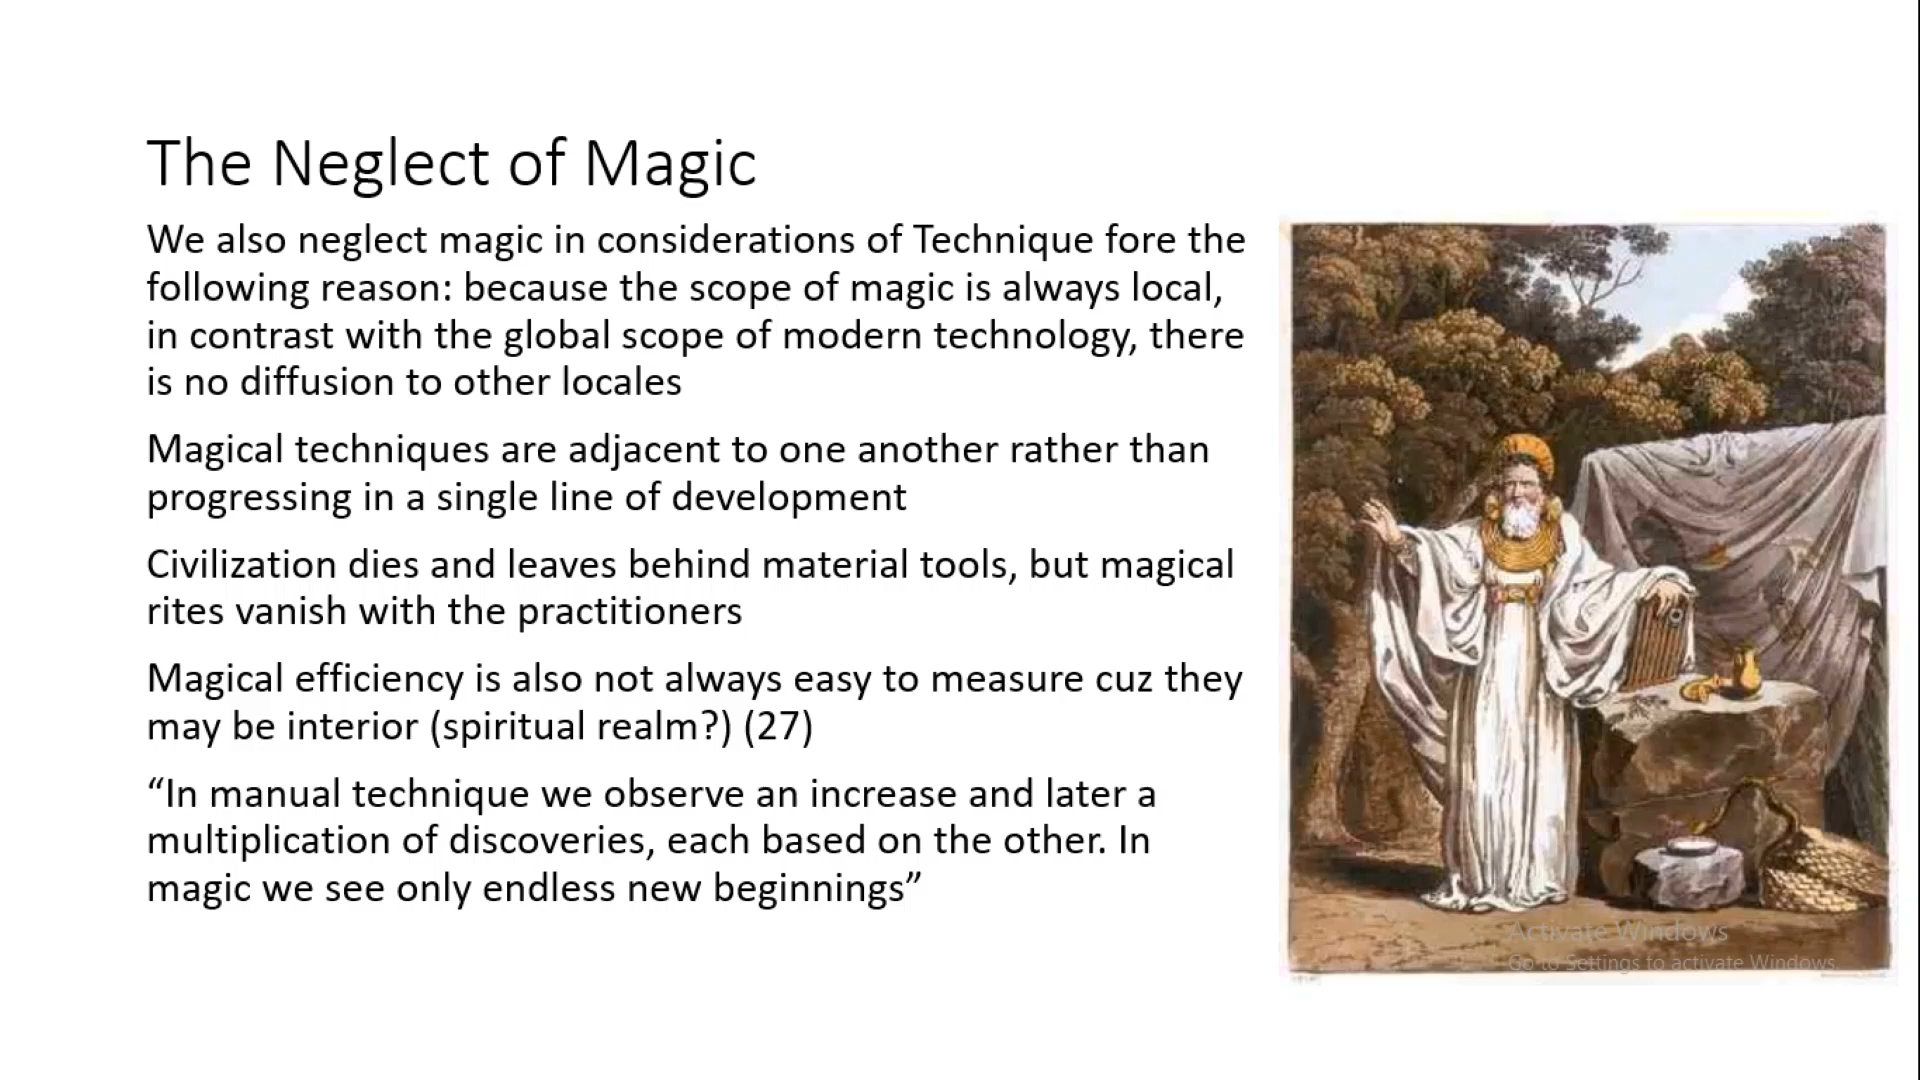 The Neglect of Magic
We also neglect magic in considerations of Technique fore the
following reason: because the scope of magic is always local,
in contrast with the global scope of modern technology, there
is no diffusion to other locales
Magical techniques are adjacent to one another rather than
progressing in a single line of development
Civilization dies and leaves behind material tools, but magical
rites vanish with the practitioners
Magical efficiency is also not always easy to measure cuz they
may be interior (spiritual realm?) (27)
“In manual technique we observe an increase and later a
multiplication of discoveries, each based on the other. In
magic we see only endless new beginnings”
Activate Windows
Go to Settings to activate Windows.